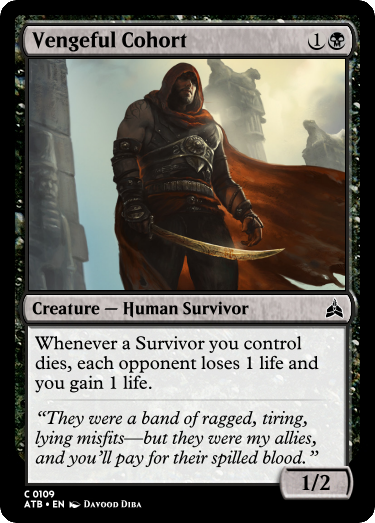 Vengeful Cohort 1
Creature — Human Survivor
Whenever a Survivor you control
dies, each opponent loses 1 life and
you gain 1 life.
“They were a band of ragged, tiring,
lying misfits—but they were my allies,
and you’ll pay for their spilled blood.”
1/2
C 0109
ATB • EN Davood Diba